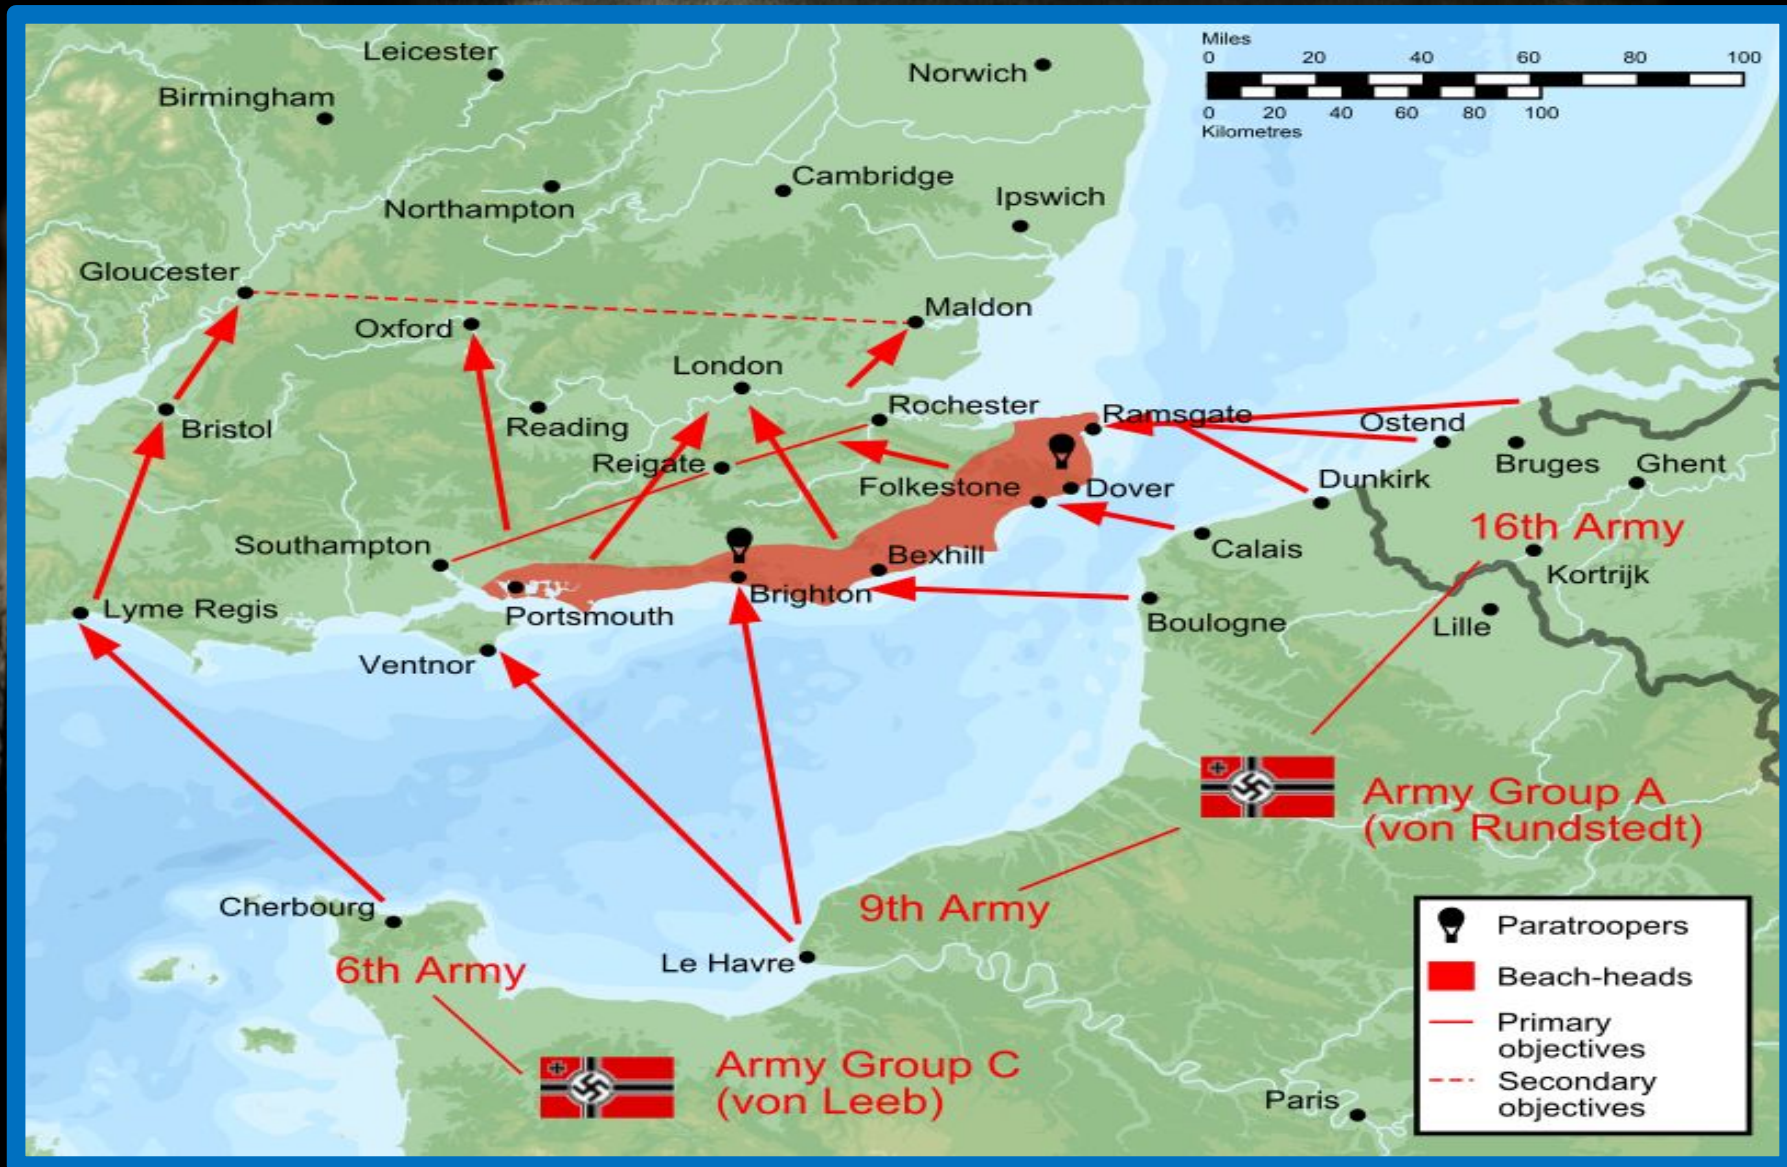 Miles
0 20 40 60 80 100
0 20 40 60 80 100
Kilometres
Leicester
Norwich
Birmingham
Cambridge
Ipswich
Northampton
Gloucester
Maldon
Oxford
London
Rochester
Ramsgate
Ostend
Bristol
Reading
Reigate
Bruges
Ghent
Folkestone
Dover
Dunkirk
16th Army
Southampton
Calais
Bexhill
Kortrijk
Brighton
Lyme Regis
Portsmouth
Boulogne
Lille
Ventnor
Army Group A
(von Rundstedt)
Cherbourg
9th Army
6th Army
Le Havre
Army Group C
(von Leeb)
Paris
Paratroopers
Beach-heads
Primary
objectives
Secondary
objectives